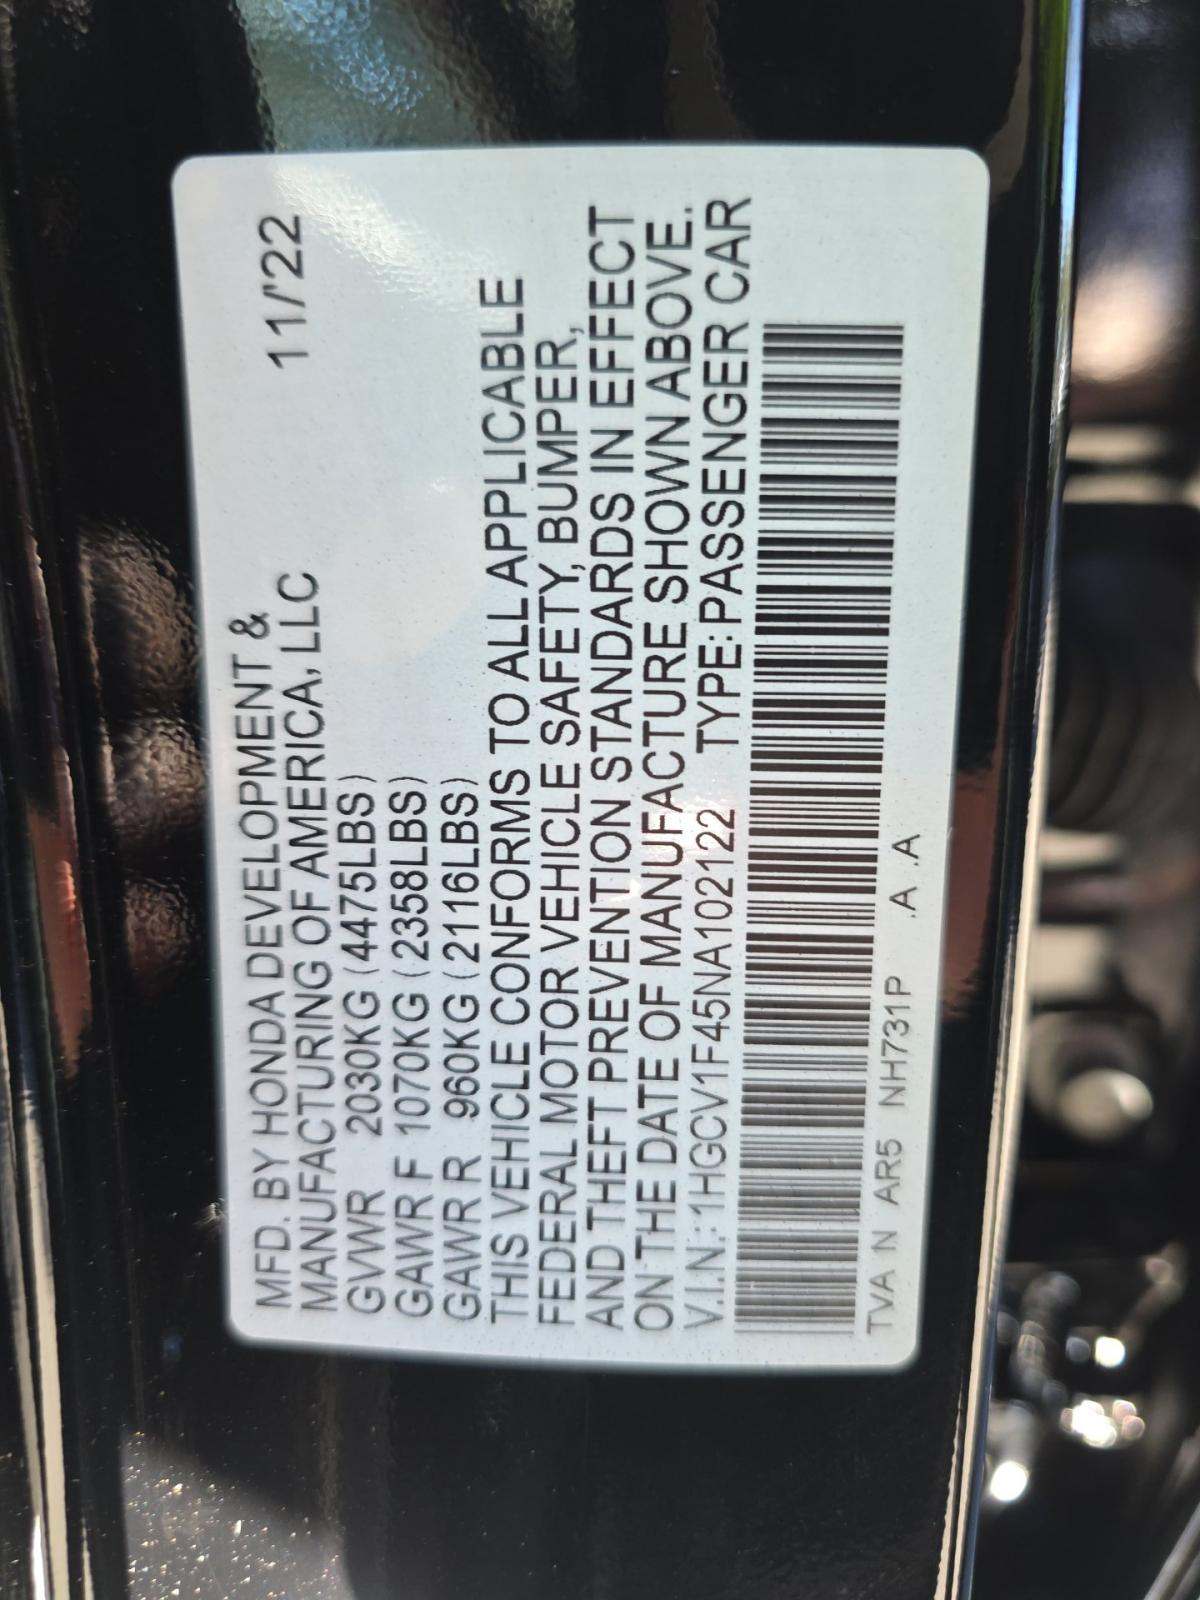 MFD. BY HONDA DEVELOPMENT &
MANUFACTURING OF AMERICA, LLC 11/'22
GVWR 2030KG (4475LBS)
GAWR F 1070KG (2358LBS)
GAWR R 960KG (2116LBS)
THIS VEHICLE CONFORMS TO ALL APPLICABLE
FEDERAL MOTOR VEHICLE SAFETY, BUMPER,
AND THEFT PREVENTION STANDARDS IN EFFECT
ON THE DATE OF MANUFACTURE SHOWN ABOVE.
V.I.N.:1HGCV1F45NA102122 TYPE:PASSENGER CAR
TVA N AR5 NH731P .A .A